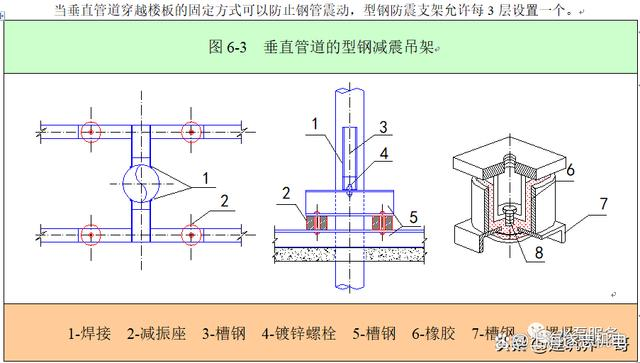 当垂直管道穿越楼板的固定方式可以防止钢管震动，型钢防震支架允许每 3 层设置一个。
图 6-3 垂直管道的型钢减震吊架
1
2
1
3
4
2
5
6
7
8
1-焊接 2-减振座 3-槽钢 4-镀锌螺栓 5-槽钢 6-橡胶 7-槽钢
头条
一哥